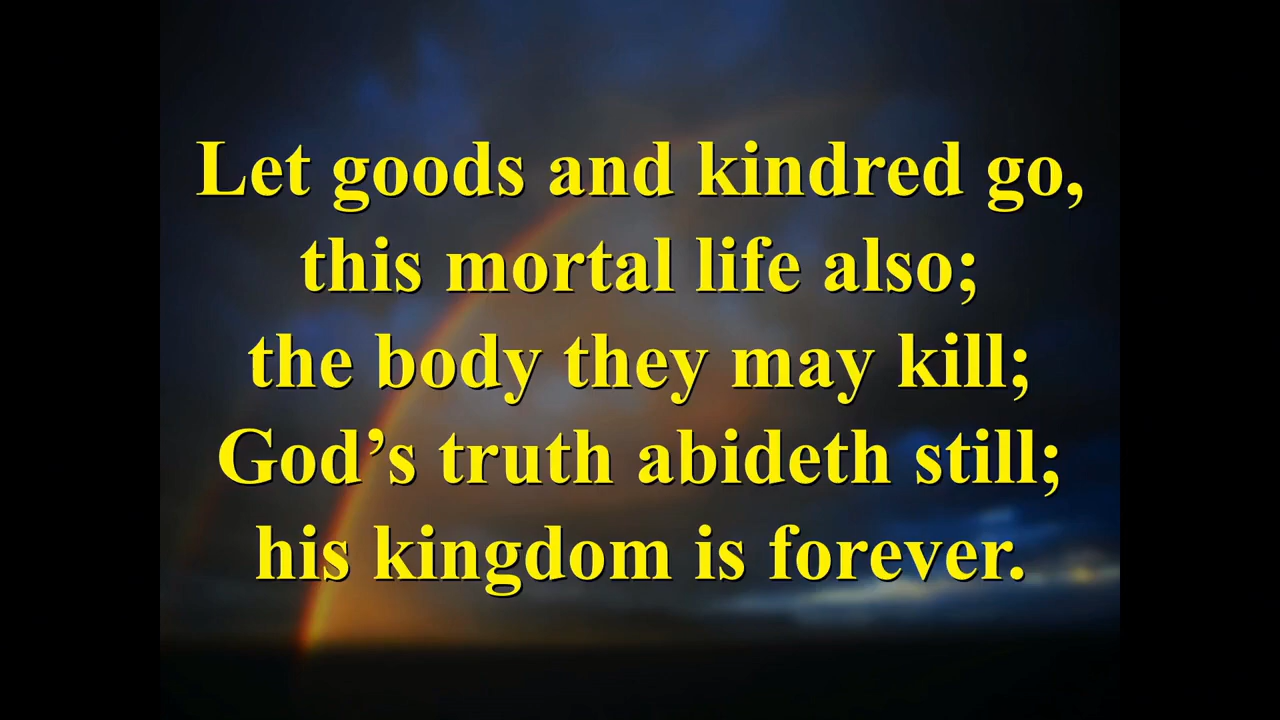 Let goods and kindred go,
this mortal life also;
the body they may kill;
God’s truth abideth still;
his kingdom is forever.